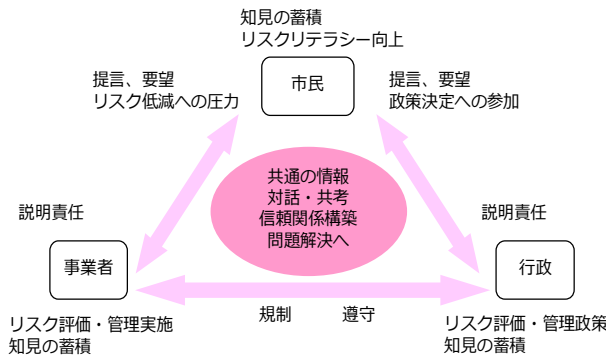 知見の蓄積
リスクリテラシー向上
市民
提言、要望
リスク低減への圧力
提言、要望
政策決定への参加
共通の情報
対話・共考
信頼関係構築
問題解決へ
説明責任
説明責任
事業者
行政
規制 遵守
リスク評価・管理実施
知見の蓄積
リスク評価・管理政策
知見の蓄積